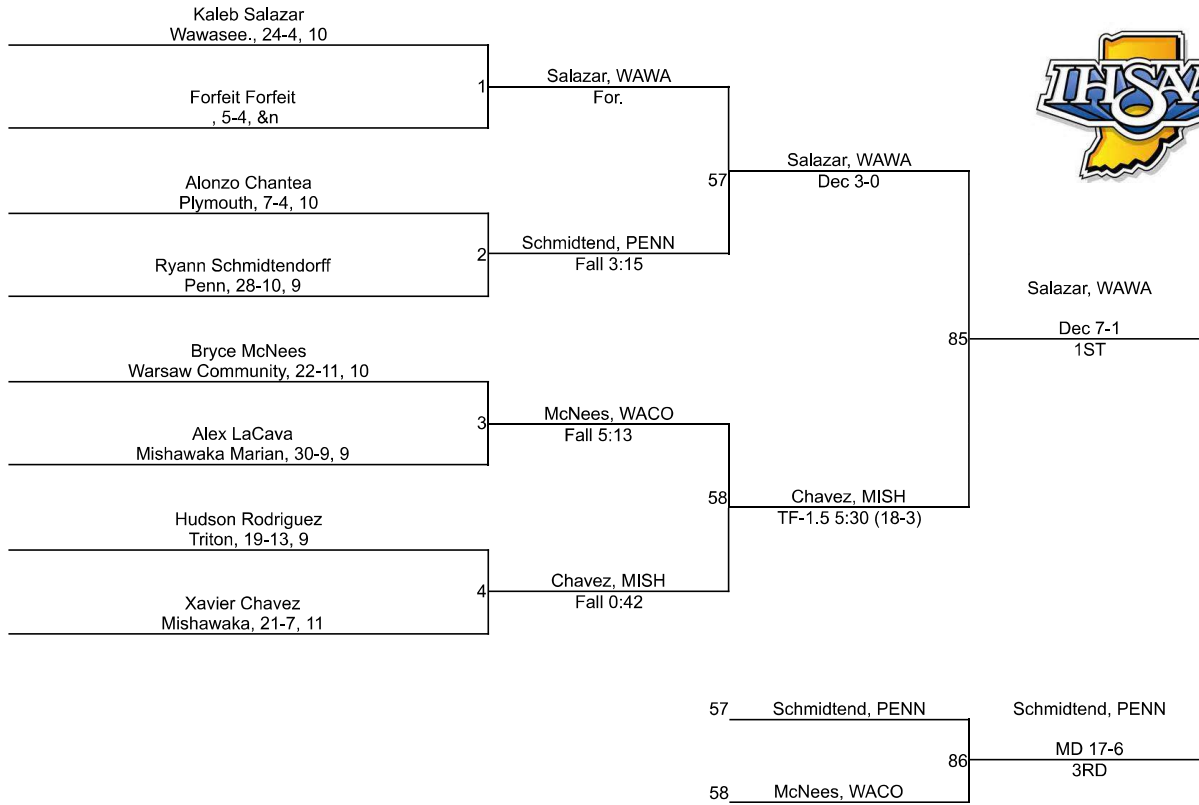 Kaleb Salazar
Wawasee., 24-4, 10
Forfeit Forfeit
, 5-4, &n
1
Salazar, WAWA
For.
Alonzo Chantea
Plymouth, 7-4, 10
Ryann Schmidtendorff
Penn, 28-10, 9
2
Schmidtend, PENN
Fall 3:15
57
Salazar, WAWA
Dec 3-0
Bryce McNees
Warsaw Community, 22-11, 10
Alex LaCava
Mishawaka Marian, 30-9, 9
3
McNees, WACO
Fall 5:13
Hudson Rodriguez
Triton, 19-13, 9
Xavier Chavez
Mishawaka, 21-7, 11
4
Chavez, MISH
Fall 0:42
58
Chavez, MISH
TF-1.5 5:30 (18-3)
85
Salazar, WAWA
Dec 7-1
1ST
57
Schmidtend, PENN
58
McNees, WACO
86
Schmidtend, PENN
MD 17-6
3RD
IHSAA